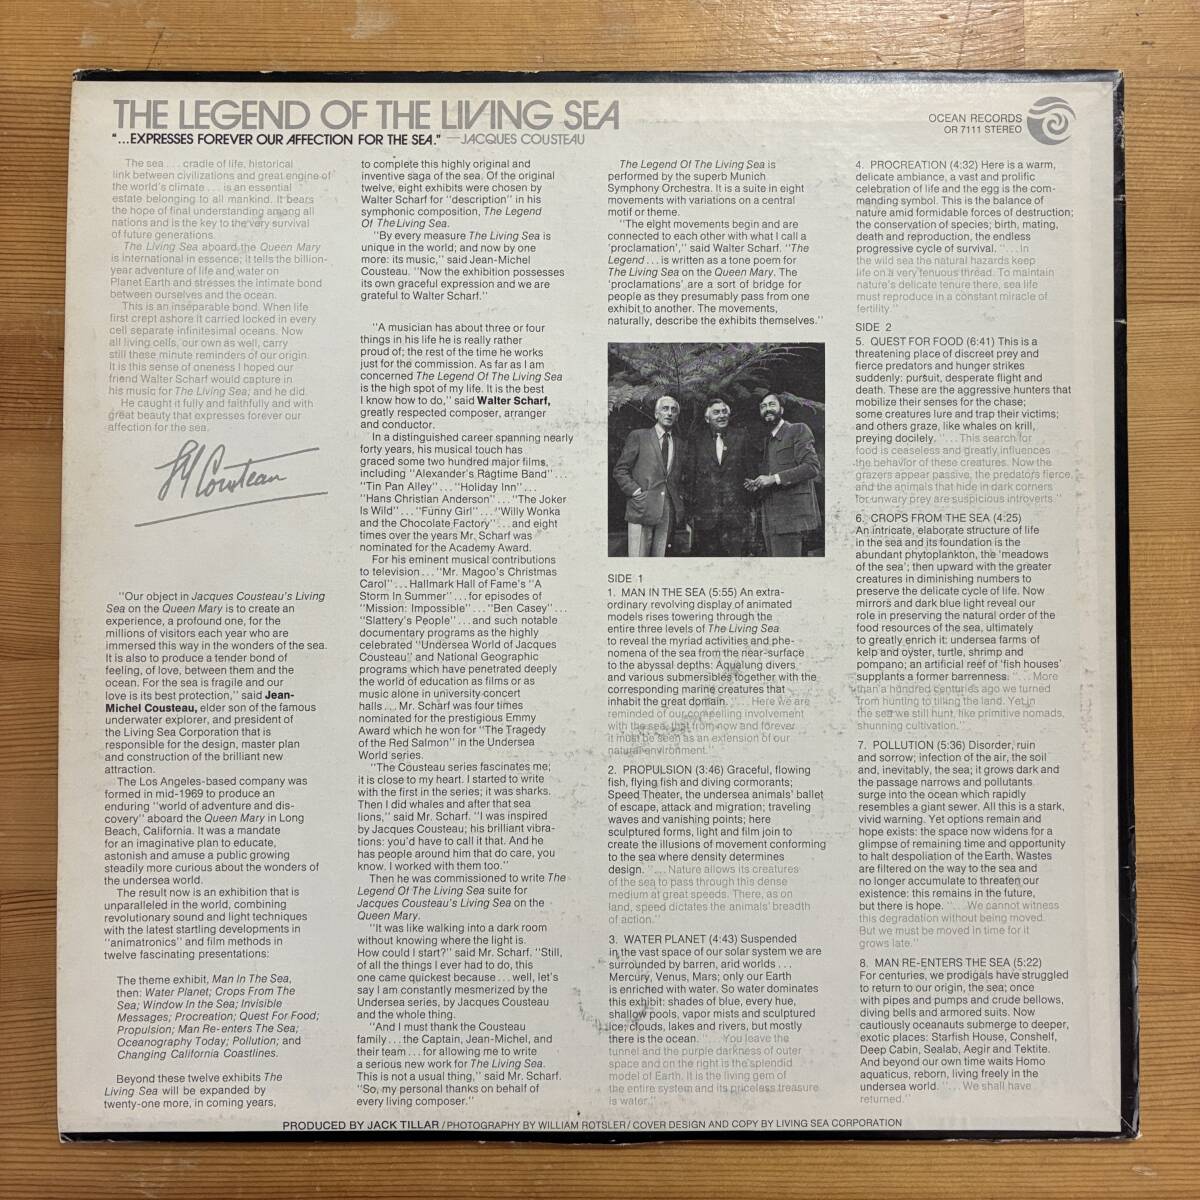 THE LEGEND OF THE LIVING SEA
"...EXPRESSES FOREVER OUR AFFECTION FOR THE SEA." —JACQUES COUSTEAU
OCEAN RECORDS
OR 7111 STEREO
The sea . . . cradle of life, historical
link between civilizations and great engine of
the world's climate . . . is an essential
estate belonging to all mankind. It bears
the hope of final understanding among all
nations and is the key to the very survival
of future generations.
The Living Sea aboard the Queen Mary
is international in essence; it tells the billion-
year adventure of life and water on
Planet Earth and stresses the intimate bond
between ourselves and the ocean.
This is an inseparable bond. When life
first crept ashore it carried locked in every
cell separate infinitesimal oceans. Now
all living cells, our own as well, carry
still these minute reminders of our origin.
It is this sense of oneness I hoped our
friend Walter Scharf would capture in
his music for The Living Sea; and he did.
He caught it fully and faithfully and with
great beauty that expresses forever our
affection for the sea.
JY Cousteau
"Our object in Jacques Cousteau's Living
Sea on the Queen Mary is to create an
experience, a profound one, for the
millions of visitors each year who are
immersed this way in the wonders of the sea.
It is also to produce a tender bond of
feeling, of love, between them and the
ocean. For the sea is fragile and our
love is its best protection," said Jean-
Michel Cousteau, elder son of the famous
underwater explorer, and president of
the Living Sea Corporation that is
responsible for the design, master plan
and construction of the brilliant new
attraction.
The Los Angeles-based company was
formed in mid-1969 to produce an
enduring "world of adventure and dis-
covery" aboard the Queen Mary in Long
Beach, California. It was a mandate
for an imaginative plan to educate,
astonish and amuse a public growing
steadily more curious about the wonders of
the undersea world.
The result now is an exhibition that is
unparalleled in the world, combining
revolutionary sound and light techniques
with the latest startling developments in
"animatronics" and film methods in
twelve fascinating presentations:
The theme exhibit, Man In The Sea,
then: Water Planet; Crops From The
Sea; Window In the Sea; Invisible
Messages; Procreation; Quest For Food;
Propulsion; Man Re-enters The Sea;
Oceanography Today; Pollution; and
Changing California Coastlines.
Beyond these twelve exhibits The
Living Sea will be expanded by
twenty-one more, in coming years,
to complete this highly original and
inventive saga of the sea. Of the original
twelve, eight exhibits were chosen by
Walter Scharf for "description" in his
symphonic composition, The Legend
Of The Living Sea.
"By every measure The Living Sea is
unique in the world; and now by one
more: its music," said Jean-Michel
Cousteau. "Now the exhibition possesses
its own graceful expression and we are
grateful to Walter Scharf."
"A musician has about three or four
things in his life he is really rather
proud of; the rest of the time he works
just for the commission. As far as I am
concerned The Legend Of The Living Sea
is the high spot of my life. It is the best
I know how to do," said Walter Scharf,
greatly respected composer, arranger
and conductor.
In a distinguished career spanning nearly
forty years, his musical touch has
graced some two hundred major films,
including "Alexander's Ragtime Band" . . .
"Tin Pan Alley" . . . "Holiday Inn" . . .
"Hans Christian Anderson" . . . "The Joker
Is Wild" . . . "Funny Girl" . . . "Willy Wonka
and the Chocolate Factory" . . . and eight
times over the years Mr. Scharf was
nominated for the Academy Award.
For his eminent musical contributions
to television . . . "Mr. Magoo's Christmas
Carol" . . . Hallmark Hall of Fame's "A
Storm In Summer" . . . for episodes of
"Mission: Impossible" . . . "Ben Casey" . . .
"Slattery's People" . . . and such notable
documentary programs as the highly
celebrated "Undersea World of Jacques
Cousteau" and National Geographic
programs which have penetrated deeply
the world of education as films or as
music alone in university concert
halls . . . Mr. Scharf was four times
nominated for the prestigious Emmy
Award which he won for "The Tragedy
of the Red Salmon" in the Undersea
World series.
"The Cousteau series fascinates me;
it is close to my heart. I started to write
with the first in the series; it was sharks.
Then I did whales and after that sea
lions," said Mr. Scharf. "I was inspired
by Jacques Cousteau; his brilliant vibra-
tions: you'd have to call it that. And he
has people around him that do care, you
know. I worked with them too."
Then he was commissioned to write The
Legend Of The Living Sea suite for
Jacques Cousteau's Living Sea on the
Queen Mary.
"It was like walking into a dark room
without knowing where the light is.
How could I start?" said Mr. Scharf. "Still,
of all the things I ever had to do, this
one came quickest because . . . well, let's
say I am constantly mesmerized by the
Undersea series, by Jacques Cousteau
and the whole thing.
"And I must thank the Cousteau
family . . . the Captain, Jean-Michel, and
their team . . . for allowing me to write
a serious new work for The Living Sea.
This is not a usual thing," said Mr. Scharf.
"So, my personal thanks on behalf of
every living composer."
The Legend Of The Living Sea is
performed by the superb Munich
Symphony Orchestra. It is a suite in eight
movements with variations on a central
motif or theme.
"The eight movements begin and are
connected to each other with what I call a
'proclamation'," said Walter Scharf. "The
Legend . . . is written as a tone poem for
The Living Sea on the Queen Mary. The
'proclamations' are a sort of bridge for
people as they presumably pass from one
exhibit to another. The movements,
naturally, describe the exhibits themselves."
SIDE 1
1. MAN IN THE SEA (5:55) An extra-
ordinary revolving display of animated
models rises towering through the
entire three levels of The Living Sea
to reveal the myriad activities and phe-
nomena of the sea from the near-surface
to the abyssal depths: Aqualung divers
and various submersibles together with the
corresponding marine creatures that
inhabit the great domain. ". . . Here we are
reminded of our compelling involvement
with the sea, that from now and forever
it must be seen as an extension of our
natural environment."
2. PROPULSION (3:46) Graceful, flowing
fish, flying fish and diving cormorants;
Speed Theater, the undersea animals' ballet
of escape, attack and migration; traveling
waves and vanishing points; here
sculptured forms, light and film join to
create the illusions of movement conforming
to the sea where density determines
design. ". . . Nature allows its creatures
of the sea to pass through this dense
medium at great speeds. There, as on
land, speed dictates the animals' breadth
of action."
3. WATER PLANET (4:43) Suspended
in the vast space of our solar system we are
surrounded by barren, arid worlds . . .
Mercury, Venus, Mars; only our Earth
is enriched with water. So water dominates
this exhibit: shades of blue, every hue,
shallow pools, vapor mists and sculptured
ice; clouds, lakes and rivers, but mostly
there is the ocean. ". . . You leave the
tunnel and the purple darkness of outer
space and on the right is the splendid
model of Earth. It is the living gem of
the entire system and its priceless treasure
is water."
4. PROCREATION (4:32) Here is a warm,
delicate ambiance, a vast and prolific
celebration of life and the egg is the com-
manding symbol. This is the balance of
nature amid formidable forces of destruction;
the conservation of species; birth, mating,
death and reproduction, the endless
progressive cycle of survival. ". . . In
the wild sea the natural hazards keep
life on a very tenuous thread. To maintain
nature's delicate tenure there, sea life
must reproduce in a constant miracle of
fertility."
SIDE 2
5. QUEST FOR FOOD (6:41) This is a
threatening place of discreet prey and
fierce predators and hunger strikes
suddenly: pursuit, desperate flight and
death. These are the aggressive hunters that
mobilize their senses for the chase;
some creatures lure and trap their victims;
and others graze, like whales on krill,
preying docilely. ". . . This search for
food is ceaseless and greatly influences
the behavior of these creatures. Now the
grazers appear passive, the predators fierce,
and the animals that hide in dark corners
for unwary prey are suspicious introverts."
6. CROPS FROM THE SEA (4:25)
An intricate, elaborate structure of life
in the sea and its foundation is the
abundant phytoplankton, the 'meadows
of the sea'; then upward with the greater
creatures in diminishing numbers to
preserve the delicate cycle of life. Now
mirrors and dark blue light reveal our
role in preserving the natural order of the
food resources of the sea, ultimately
to greatly enrich it: undersea farms of
kelp and oyster, turtle, shrimp and
pompano; an artificial reef of 'fish houses'
supplants a former barrenness. ". . . More
than a hundred centuries ago we turned
from hunting to tilling the land. Yet in
the sea we still hunt, like primitive nomads,
shunning cultivation."
7. POLLUTION (5:36) Disorder, ruin
and sorrow; infection of the air, the soil
and, inevitably, the sea; it grows dark and
the passage narrows and pollutants
surge into the ocean which rapidly
resembles a giant sewer. All this is a stark,
vivid warning. Yet options remain and
hope exists: the space now widens for a
glimpse of remaining time and opportunity
to halt despoliation of the Earth. Wastes
are filtered on the way to the sea and
no longer accumulate to threaten our
existence: this remains in the future,
but there is hope. ". . . We cannot witness
this degradation without being moved.
But we must be moved in time for it
grows late."
8. MAN RE-ENTERS THE SEA (5:22)
For centuries, we prodigals have struggled
to return to our origin, the sea; once
with pipes and pumps and crude bellows,
diving bells and armored suits. Now
cautiously oceanauts submerge to deeper,
exotic places: Starfish House, Conshelf,
Deep Cabin, Sealab, Aegir and Tektite.
And beyond our own time waits Homo
aquaticus, reborn, living freely in the
undersea world. ". . . We shall have
returned."
PRODUCED BY JACK TILLAR / PHOTOGRAPHY BY WILLIAM ROTSLER / COVER DESIGN AND COPY BY LIVING SEA CORPORATION